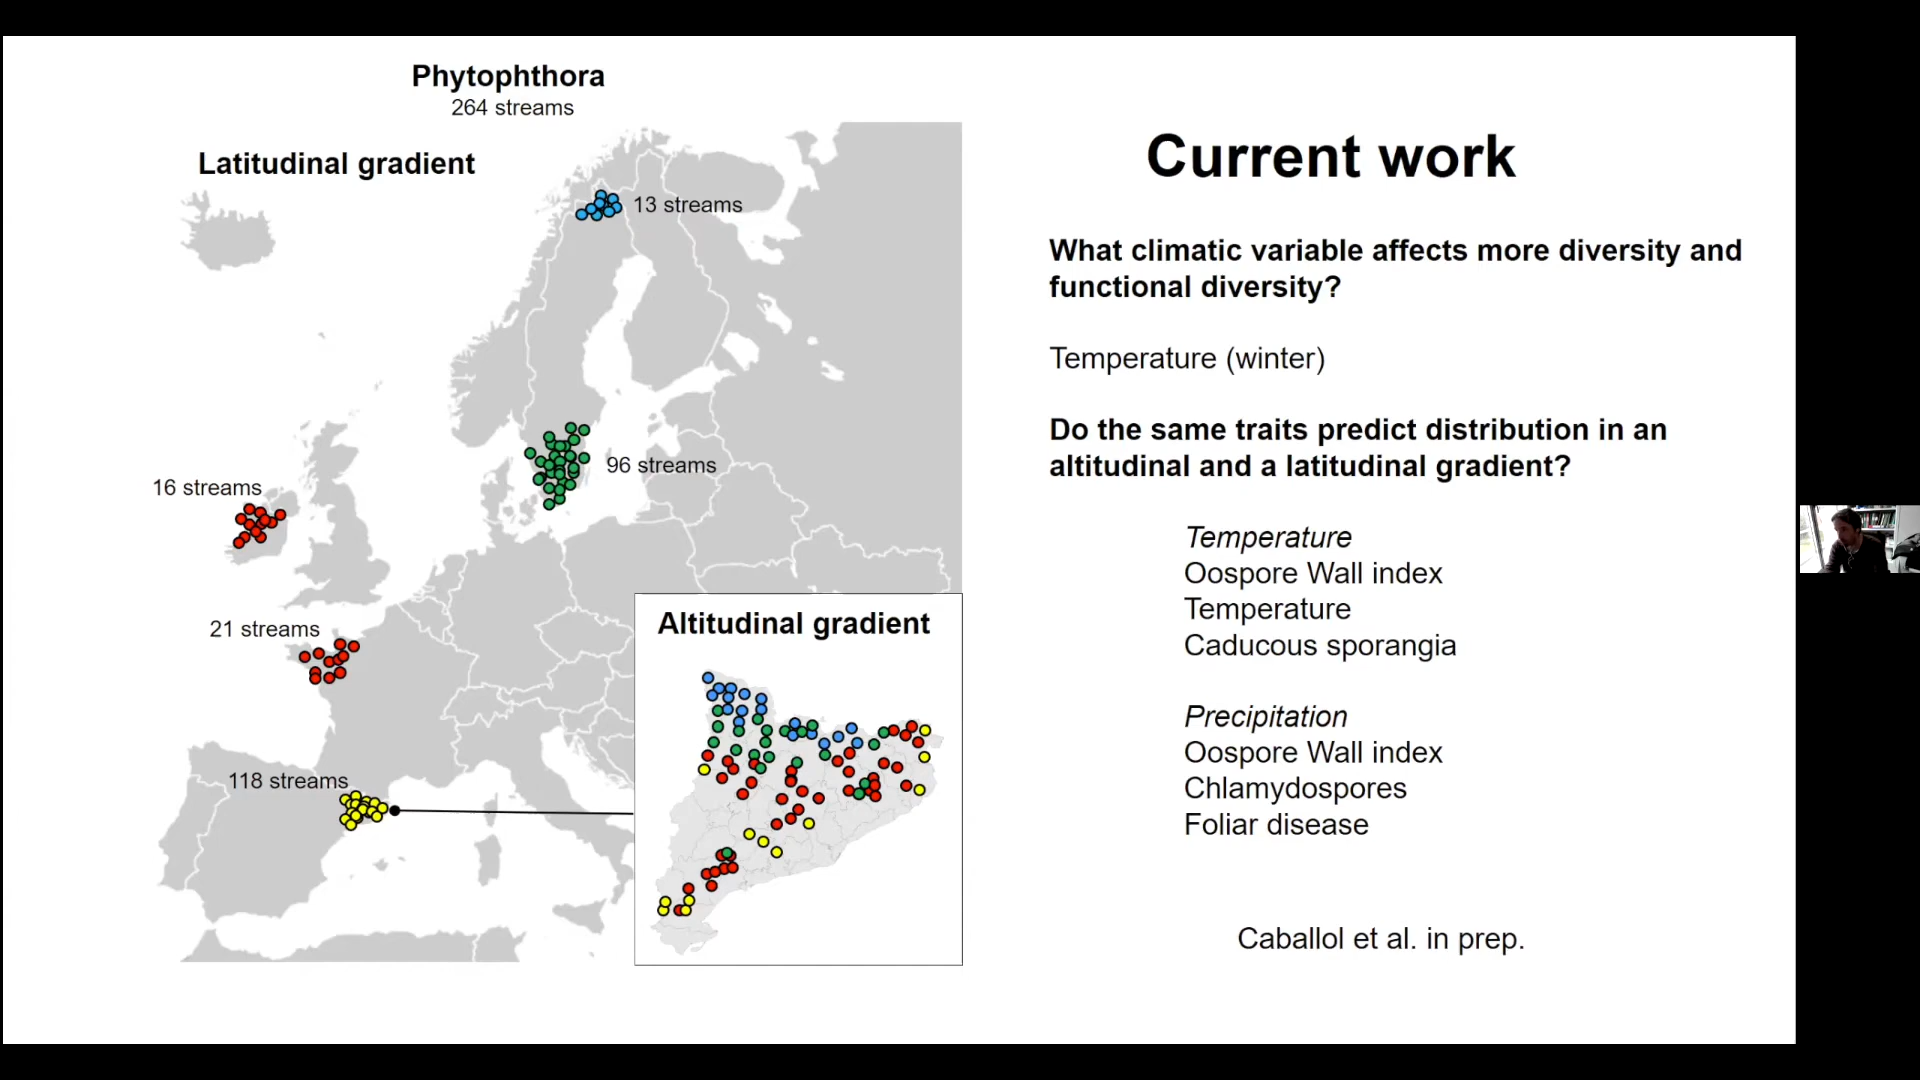 Phytophthora
264 streams
Latitudinal gradient
13 streams
96 streams
16 streams
21 streams
118 streams
Altitudinal gradient
Current work
What climatic variable affects more diversity and
functional diversity?
Temperature (winter)
Do the same traits predict distribution in an
altitudinal and a latitudinal gradient?
Temperature
Oospore Wall index
Temperature
Caducous sporangia
Precipitation
Oospore Wall index
Chlamydospores
Foliar disease
Caballol et al. in prep.